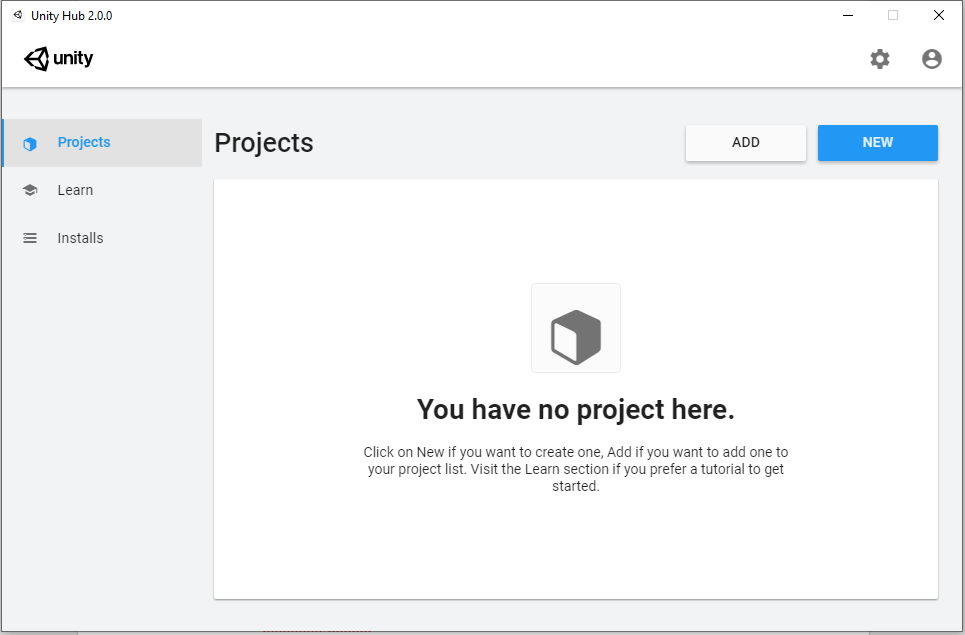 Unity Hub 2.0.0
unity
Projects
Learn
Installs
Projects
ADD
NEW
You have no project here.
Click on New if you want to create one, Add if you want to add one to
your project list. Visit the Learn section if you prefer a tutorial to get
started.